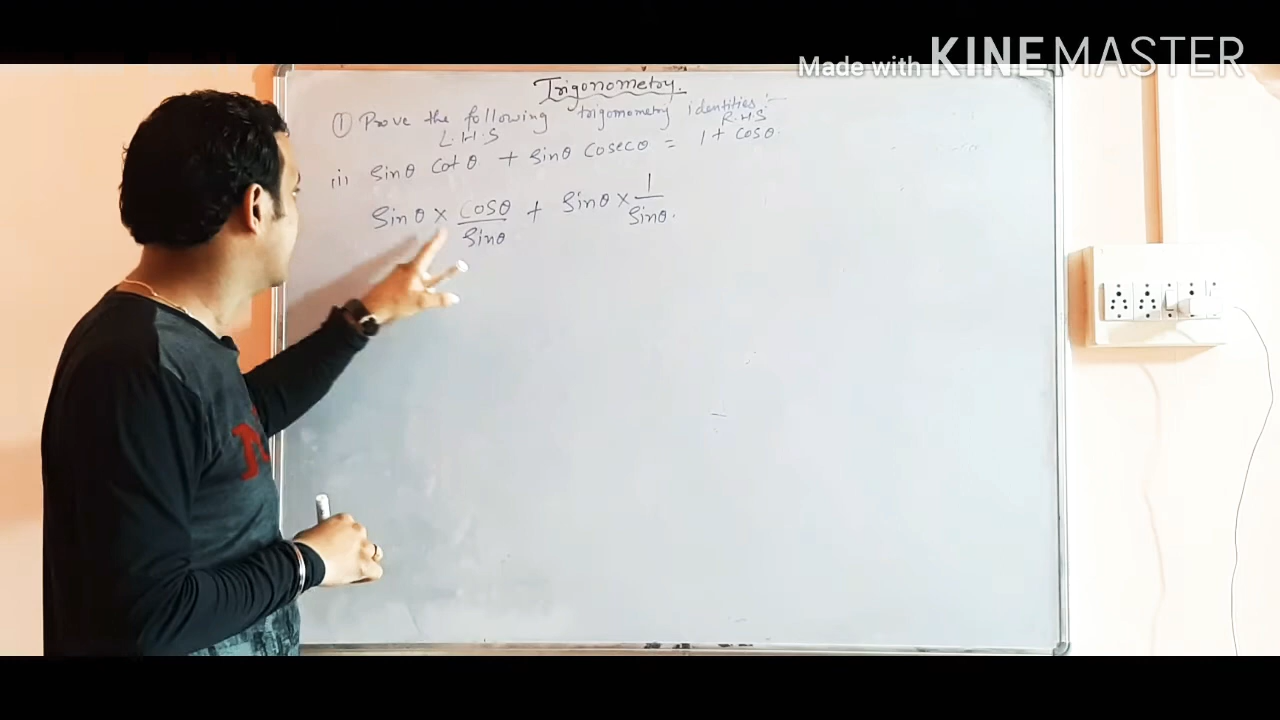 Made with KINEMASTER
Trigonometry.
① Prove the following trigonometry identities :-
L.H.S R.H.S
(i) Sinθ Cotθ + Sinθ Cosecθ = 1 + Cosθ.
Sinθ × Cosθ/Sinθ + Sinθ × 1/Sinθ.